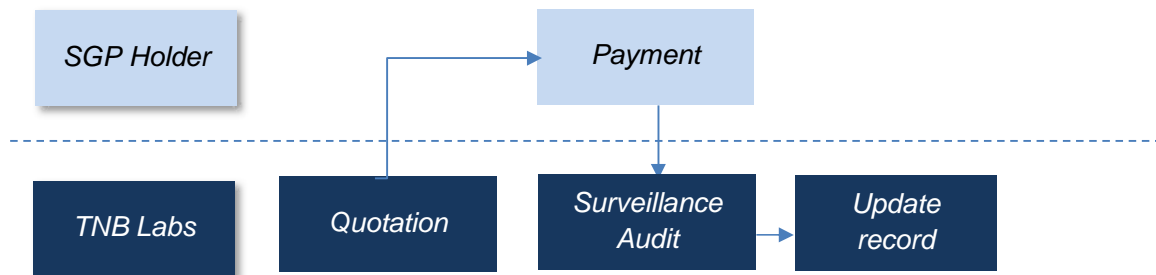 SGP Holder
Payment
TNB Labs
Quotation
Surveillance
Audit
Update
record